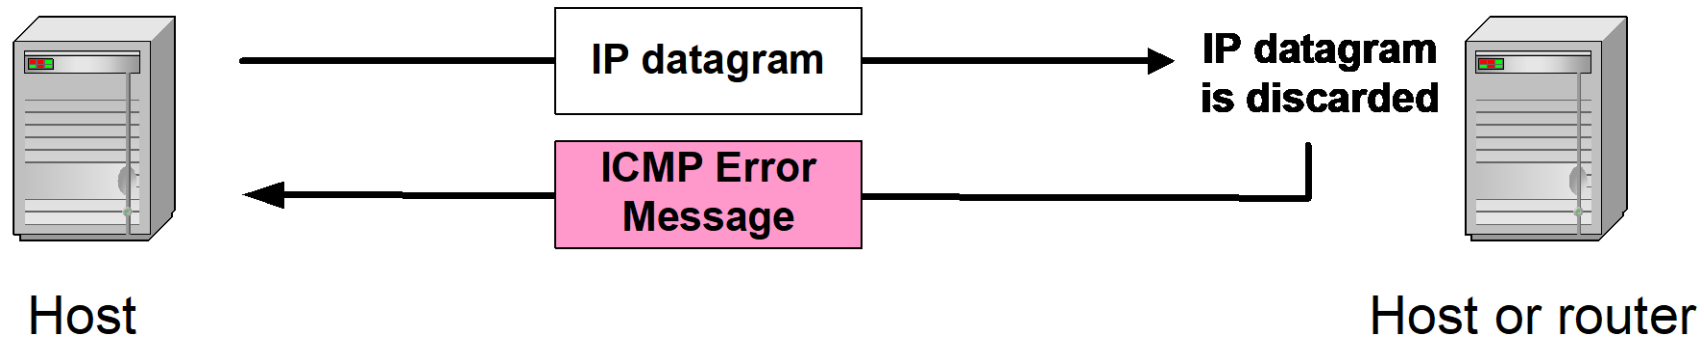 IP datagram
IP datagram
is discarded
ICMP Error
Message
Host
Host or router